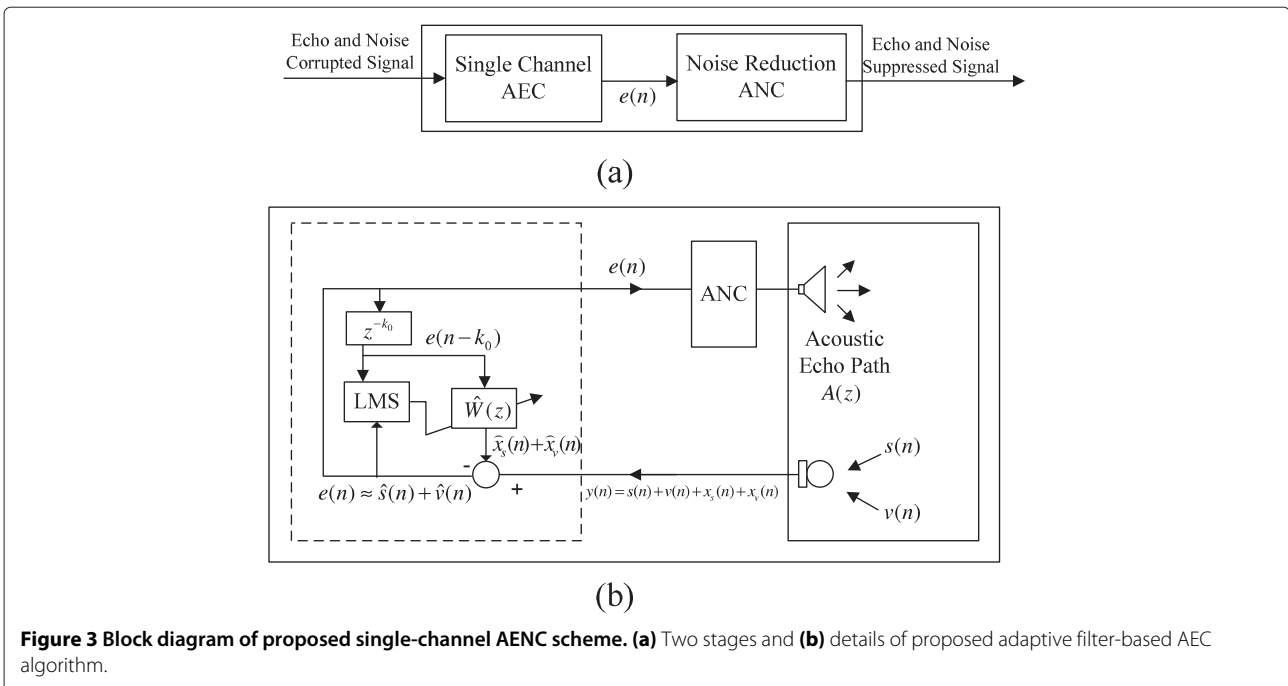 Echo and Noise
Corrupted Signal
Single Channel
AEC
e(n)
Noise Reduction
ANC
Echo and Noise
Suppressed Signal
(a)
e(n)
ANC
z^{-k_0}
e(n−k_0)
LMS
Ŵ(z)
x̂_s(n)+x̂_v(n)
-
+
e(n) ≈ ŝ(n)+v̂(n)
y(n) = s(n)+v(n)+x_s(n)+x_v(n)
Acoustic
Echo Path
A(z)
s(n)
v(n)
(b)
Figure 3 Block diagram of proposed single-channel AENC scheme. (a) Two stages and (b) details of proposed adaptive filter-based AEC
algorithm.